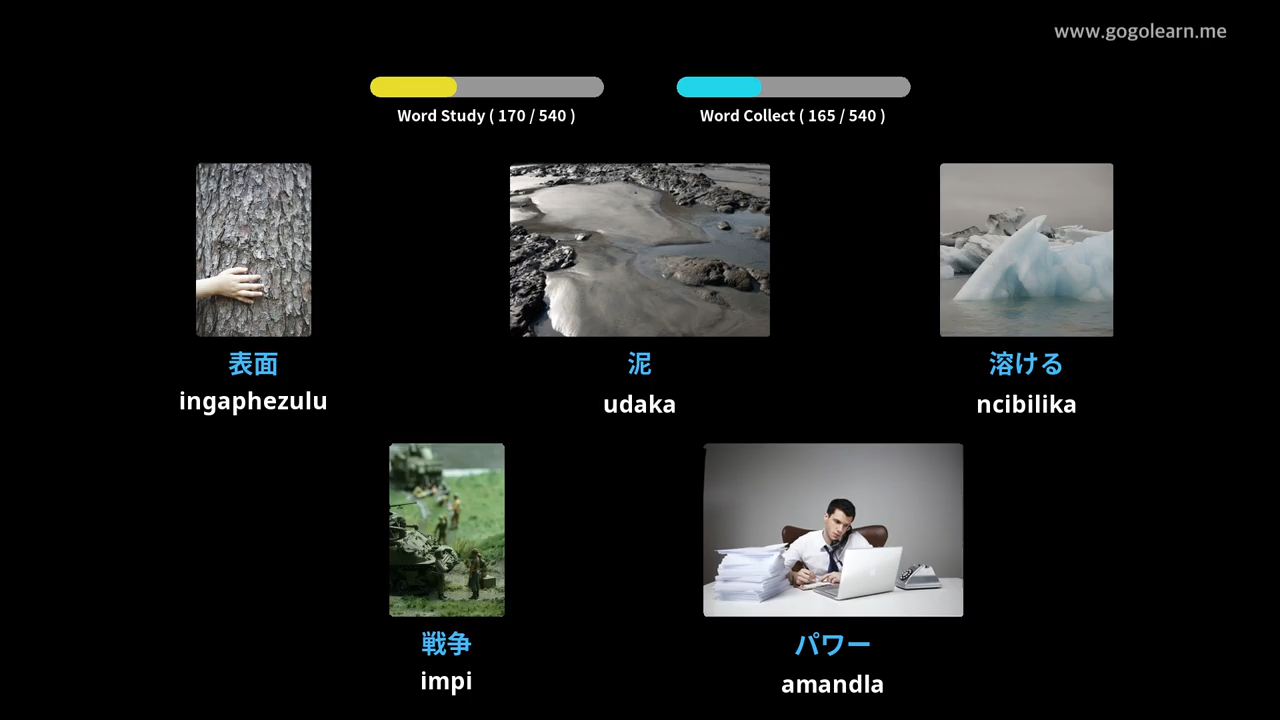 www.gogolearn.me
Word Study ( 170 / 540 )
Word Collect ( 165 / 540 )
表面
ingaphezulu
泥
udaka
溶ける
ncibilika
戦争
impi
パワー
amandla